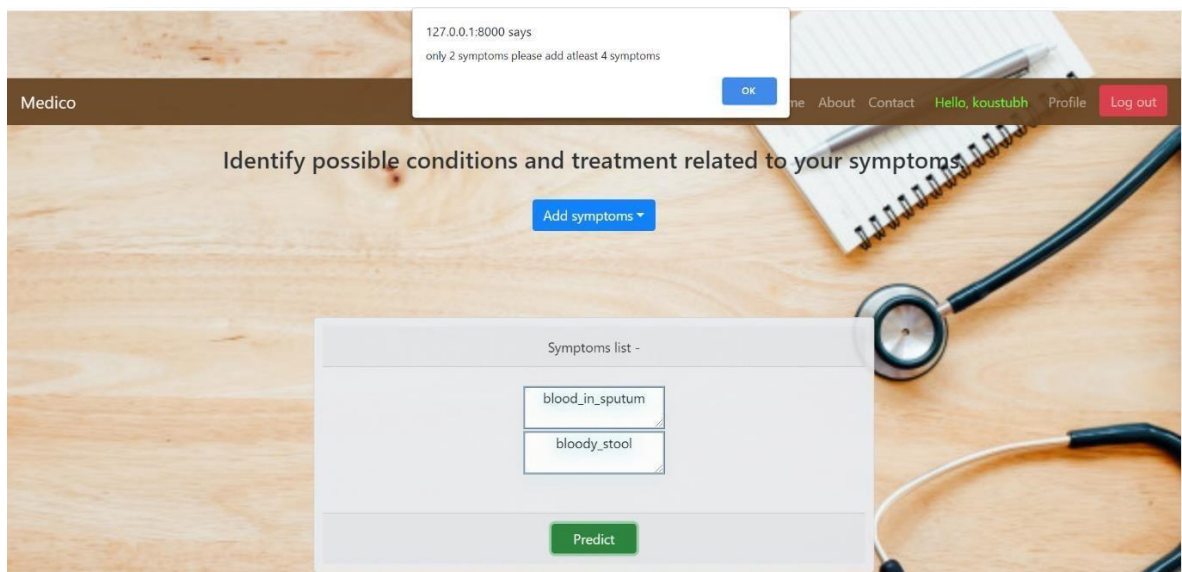 127.0.0.1:8000 says
only 2 symptoms please add atleast 4 symptoms
OK
Medico
me About Contact Hello, koustubh Profile Log out
Identify possible conditions and treatment related to your symptoms
Add symptoms
Symptoms list -
blood_in_sputum
bloody_stool
Predict